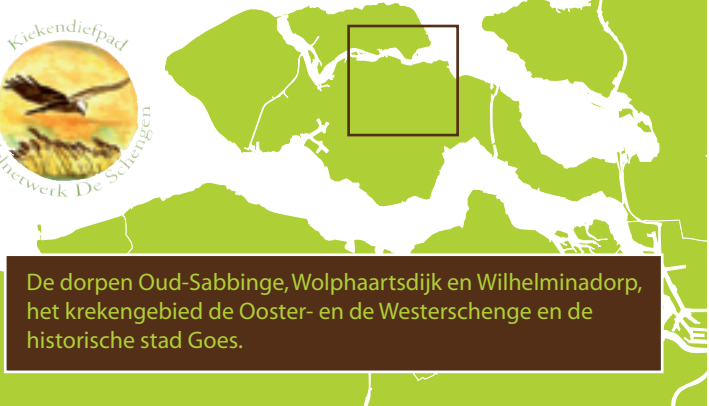 Kiekendiefpad
De Schengen
De dorpen Oud-Sabbinge, Wolphaartsdijk en Wilhelminadorp,
het krekengebied de Ooster- en de Westerschenge en de
historische stad Goes.